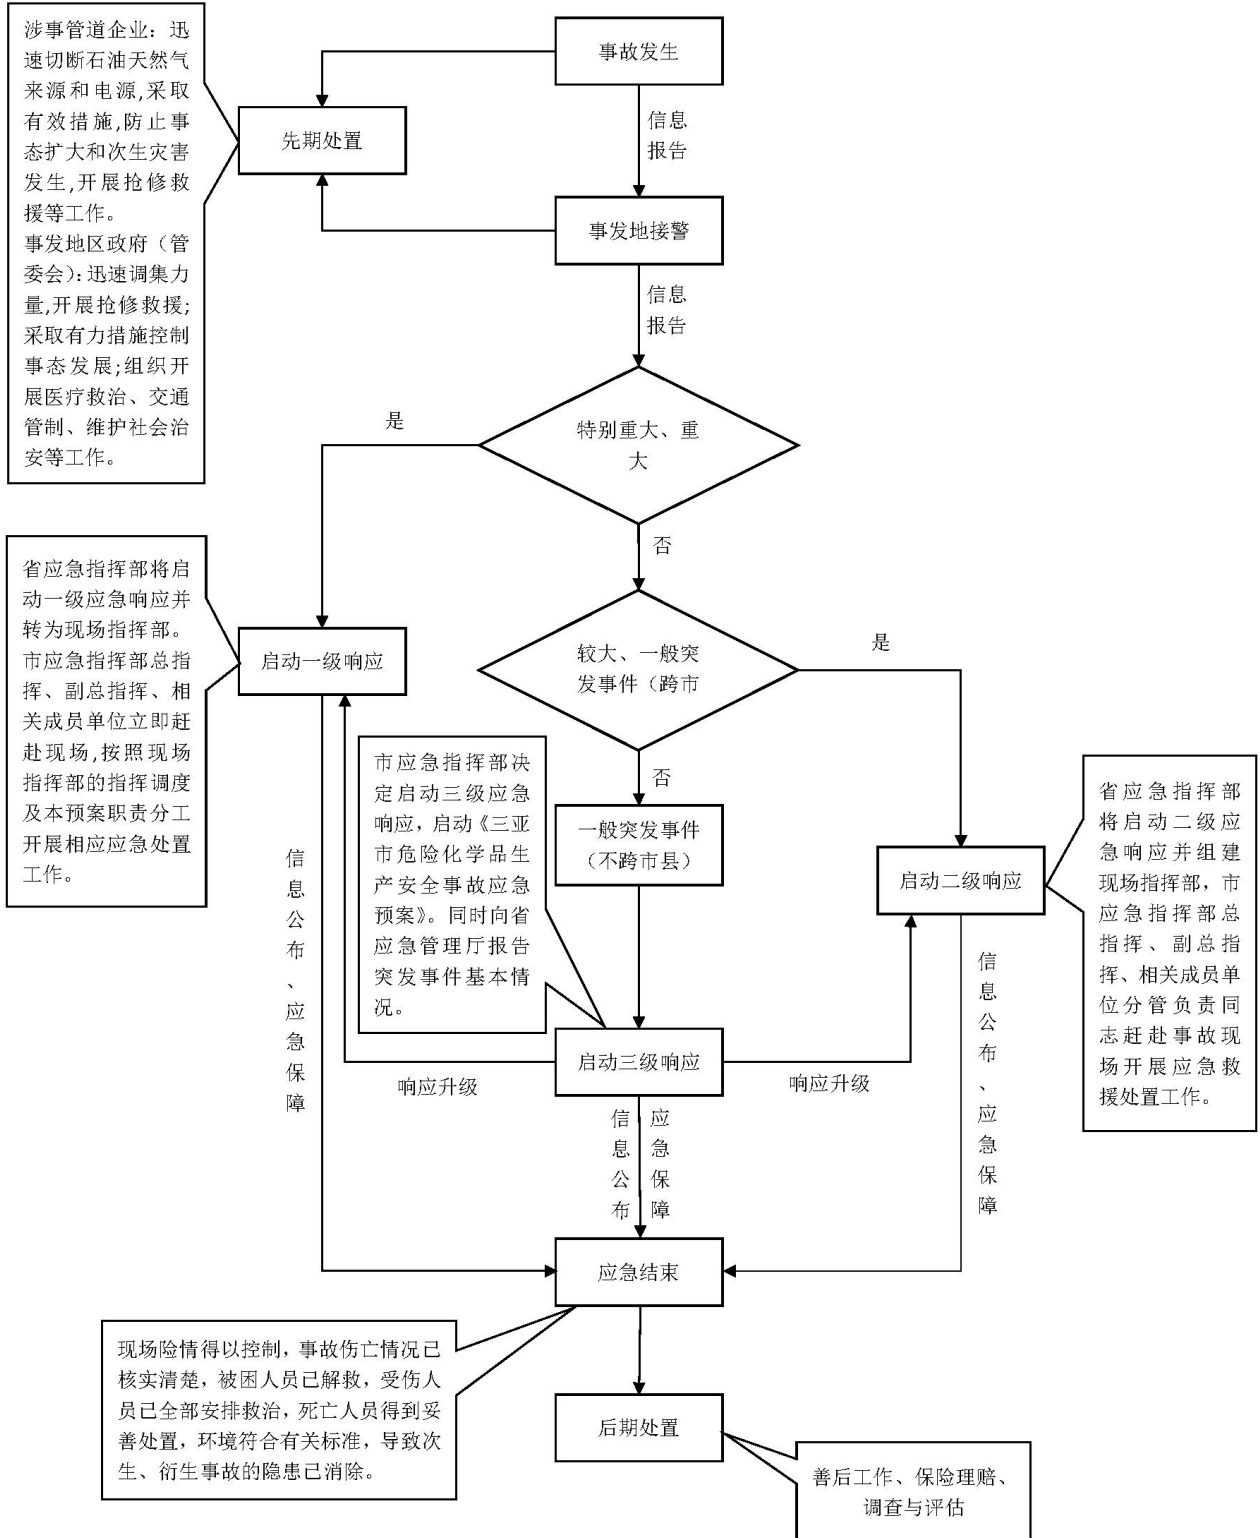 涉事管道企业：迅
速切断石油天然气
来源和电源,采取
有效措施,防止事
态扩大和次生灾害
发生,开展抢修救
援等工作。
事发地区政府（管
委会）：迅速调集力
量,开展抢修救援;
采取有力措施控制
事态发展;组织开
展医疗救治、交通
管制、维护社会治
安等工作。
事故发生
先期处置
信息
报告
事发地接警
信息
报告
特别重大、重
大
是
否
省应急指挥部将启
动一级应急响应并
转为现场指挥部。
市应急指挥部总指
挥、副总指挥、相
关成员单位立即赶
赴现场,按照现场
指挥部的指挥调度
及本预案职责分工
开展相应应急处置
工作。
启动一级响应
较大、一般突
发事件（跨市
是
否
市应急指挥部决
定启动三级应急
响应，启动《三亚
市危险化学品生
产安全事故应急
预案》。同时向省
应急管理厅报告
突发事件基本情
况。
一般突发事件
（不跨市县）
启动二级响应
省应急指挥部
将启动二级应
急响应并组建
现场指挥部，市
应急指挥部总
指挥、副总指
挥、相关成员单
位分管负责同
志赶赴事故现
场开展应急救
援处置工作。
信息公布、应急保障
启动三级响应
响应升级
响应升级
信息公布
应急保障
信息公布、应急保障
应急结束
现场险情得以控制，事故伤亡情况已
核实清楚，被困人员已解救，受伤人
员已全部安排救治，死亡人员得到妥
善处置，环境符合有关标准，导致次
生、衍生事故的隐患已消除。
后期处置
善后工作、保险理赔、
调查与评估